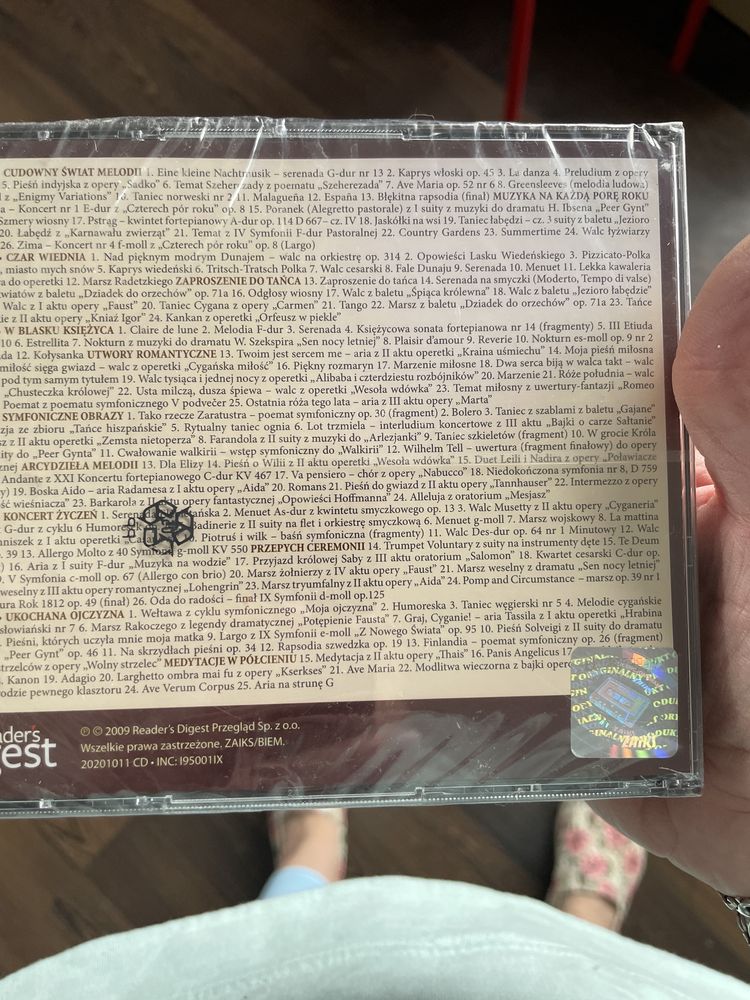 CUDOWNY ŚWIAT MELODII 1. Eine kleine Nachtmusik – serenada G-dur nr 13 2. Kaprys włoski op. 45 3. La danza 4. Preludium z opery
5. Pieśń indyjska z opery „Sadko” 6. Temat Szeherezady z poematu „Szeherezada” 7. Ave Maria op. 52 nr 6 8. Greensleeves (melodia ludowa)
z „Enigmy Variations” 10. Taniec norweski nr 2 11. Malagueña 12. España 13. Błękitna rapsodia (finał) MUZYKA NA KAŻDĄ PORĘ ROKU
– Koncert nr 1 E-dur z „Czterech pór roku” op. 8 15. Poranek (Allegretto pastorale) z I suity z muzyki do dramatu H. Ibsena „Peer Gynt”
Szmery wiosny 17. Pstrąg – kwintet fortepianowy A-dur op. 114 D 667 – cz. IV 18. Jaskółki na wsi 19. Taniec łabędzi – cz. 3 suity z baletu „Jezioro
20. Łabędź z „Karnawału zwierząt” 21. Temat z IV Symfonii F-dur Pastoralnej 22. Country Gardens 23. Summertime 24. Walc łyżwiarzy
26. Zima – Koncert nr 4 f-moll z „Czterech pór roku” op. 8 (Largo)
• CZAR WIEDNIA 1. Nad pięknym modrym Dunajem – walc na orkiestrę op. 314 2. Opowieści Lasku Wiedeńskiego 3. Pizzicato-Polka
miasto mych snów 5. Kaprys wiedeński 6. Tritsch-Tratsch Polka 7. Walc cesarski 8. Fale Dunaju 9. Serenada 10. Menuet 11. Lekka kawaleria
do operetki 12. Marsz Radetzkiego ZAPROSZENIE DO TAŃCA 13. Zaproszenie do tańca 14. Serenada na smyczki (Moderto, Tempo di valse)
kwiatów z baletu „Dziadek do orzechów” op. 71a 16. Odgłosy wiosny 17. Walc z baletu „Śpiąca królewna” 18. Walc z baletu „Jezioro łabędzie”
Walc z I aktu opery „Faust” 20. Taniec Cygana z opery „Carmen” 21. Tango 22. Marsz z baletu „Dziadek do orzechów” op. 71a 23. Tańce
z II aktu opery „Kniaź Igor” 24. Kankan z operetki „Orfeusz w piekle”
W BLASKU KSIĘŻYCA 1. Claire de lune 2. Melodia F-dur 3. Serenada 4. Księżycowa sonata fortepianowa nr 14 (fragmenty) 5. III Etiuda
10 6. Estrellita 7. Nokturn z muzyki do dramatu W. Szekspira „Sen nocy letniej” 8. Plaisir d'amour 9. Reverie 10. Nokturn es-moll op. 9 nr 2
12. Kołysanka UTWORY ROMANTYCZNE 13. Twoim jest serce me – aria z II aktu operetki „Kraina uśmiechu” 14. Moja pieśń miłosna
miłość sięga gwiazd – walc z operetki „Cygańska miłość” 16. Piękny rozmaryn 17. Marzenie miłosne 18. Dwa serca biją w walca takt – walc
pod tym samym tytułem 19. Walc tysiąca i jednej nocy z operetki „Alibaba i czterdziestu rozbójników” 20. Marzenie 21. Róże południa – walc
„Chusteczka królowej” 22. Usta milczą, dusza śpiewa – walc z operetki „Wesoła wdówka” 23. Temat miłosny z uwertury-fantazji „Romeo
Poemat z poematu symfonicznego V podwečer 25. Ostatnia róża tego lata – aria z III aktu opery „Marta”
SYMFONICZNE OBRAZY 1. Tako rzecze Zaratustra – poemat symfoniczny op. 30 (fragment) 2. Bolero 3. Taniec z szablami z baletu „Gajane”
ze zbioru „Tańce hiszpańskie” 5. Rytualny taniec ognia 6. Lot trzmiela – interludium koncertowe z III aktu „Bajki o carze Sałtanie”
z II aktu operetki „Zemsta nietoperza” 8. Farandola z II suity z muzyki do „Arlezjanki” 9. Taniec szkieletów (fragment) 10. W grocie Króla
do „Peer Gynta” 11. Cwałowanie walkirii – wstęp symfoniczny do „Walkirii” 12. Wilhelm Tell – uwertura (fragment finałowy) do opery
ARCYDZIEŁA MELODII 13. Dla Elizy 14. Pieśń o Wilii z II aktu operetki „Wesoła wdówka” 15. Duet Leili i Nadira z opery „Poławiacze
Andante z XXI Koncertu fortepianowego C-dur KV 467 17. Va pensiero – chór z opery „Nabucco” 18. Niedokończona symfonia nr 8, D 759
19. Boska Aido – aria Radamesa z I aktu opery „Aida” 20. Romans 21. Pieśń do gwiazd z II aktu opery „Tannhauser” 22. Intermezzo z opery
wieśniacza” 23. Barkarola z II aktu opery fantastycznej „Opowieści Hoffmanna” 24. Alleluja z oratorium „Mesjasz”
KONCERT ŻYCZEŃ 1. 2. Menuet As-dur z kwintetu smyczkowego op. 13 3. Walc Musetty z II aktu opery „Cyganeria”
G-dur z cyklu 6 Badinerie z II suity na flet i orkiestrę smyczkową 6. Menuet g-moll 7. Marsz wojskowy 8. La mattina
z I aktu operetki Piotruś i wilk – baśń symfoniczna (fragmenty) 11. Walc Des-dur op. 64 nr 1 Minutowy 12. Walc
39 13. Allegro Molto z 40 Symfonii g-moll KV 550 PRZEPYCH CEREMONII 14. Trumpet Voluntary z suity na instrumenty dęte 15. Te Deum
16. Aria z I suity F-dur „Muzyka na wodzie” 17. Przyjazd królowej Saby z III aktu oratorium „Salomon” 18. Kwartet cesarski C-dur op.
V Symfonia c-moll op. 67 (Allegro con brio) 20. Marsz żołnierzy z IV aktu opery „Faust” 21. Marsz weselny z dramatu „Sen nocy letniej”
weselny z III aktu opery romantycznej „Lohengrin” 23. Marsz tryumfalny z II aktu opery „Aida” 24. Pomp and Circumstance – marsz op. 39 nr 1
Rok 1812 op. 49 (finał) 26. Oda do radości – finał IX Symfonii d-moll op.125
• UKOCHANA OJCZYZNA 1. Wełtawa z cyklu symfonicznego „Moja ojczyzna” 2. Humoreska 3. Taniec węgierski nr 5 4. Melodie cygańskie
nr 7 6. Marsz Rakoczego z legendy dramatycznej „Potępienie Fausta” 7. Graj, Cyganie! – aria Tassila z I aktu operetki „Hrabina
Pieśni, których uczyła mnie moja matka 9. Largo z IX Symfonii e-moll „Z Nowego Świata” op. 95 10. Pieśń Solveigi z II suity do dramatu
„Peer Gynt” op. 46 11. Na skrzydłach pieśni op. 34 12. Rapsodia szwedzka op. 19 13. Finlandia – poemat symfoniczny op. 26 (fragment)
strzelców z opery „Wolny strzelec” MEDYTACJE W PÓŁCIENIU 15. Medytacja z II aktu opery „Thais” 16. Panis Angelicus 17.
Kanon 19. Adagio 20. Larghetto ombra mai fu z opery „Kserkses” 21. Ave Maria 22. Modlitwa wieczorna z bajki
pewnego klasztoru 24. Ave Verum Corpus 25. Aria na strunę G
℗ © 2009 Reader's Digest Przegląd Sp. z o.o.
Wszelkie prawa zastrzeżone, ZAIKS/BIEM.
20201011 CD • INC: I95001IX